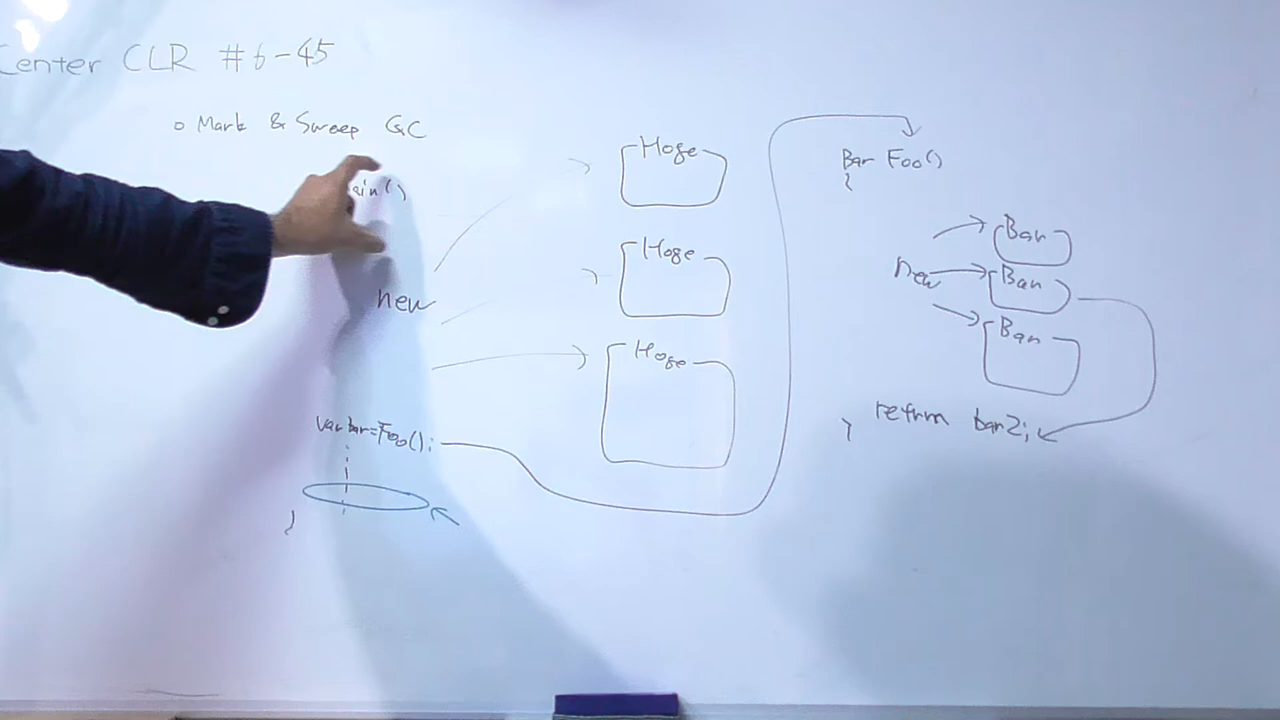 Center CLR #6-45
o Mark & Sweep GC
ain()
new
Hoge
Hoge
Hoge
var bar=Foo();
}
Bar Foo()
{
new
Bar
Bar
Bar
return bar2;
}